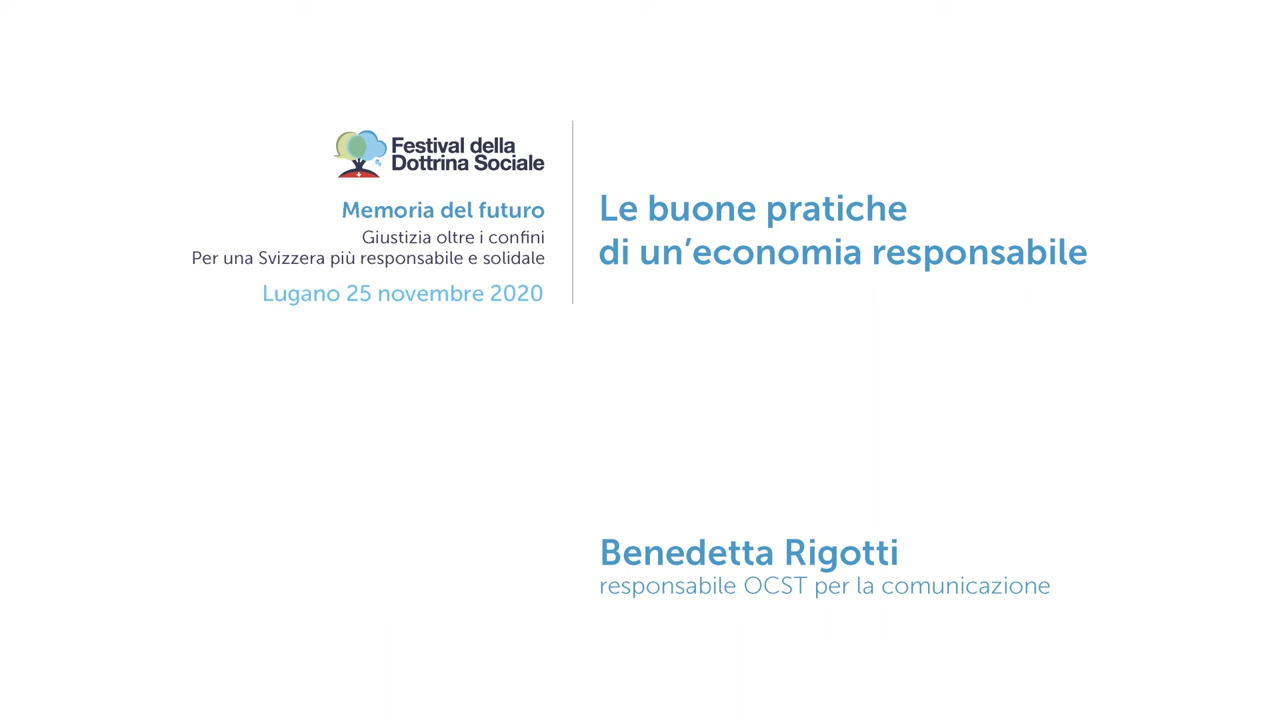 Festival della
Dottrina Sociale
Memoria del futuro
Giustizia oltre i confini
Per una Svizzera più responsabile e solidale
Lugano 25 novembre 2020
Le buone pratiche
di un’economia responsabile
Benedetta Rigotti
responsabile OCST per la comunicazione